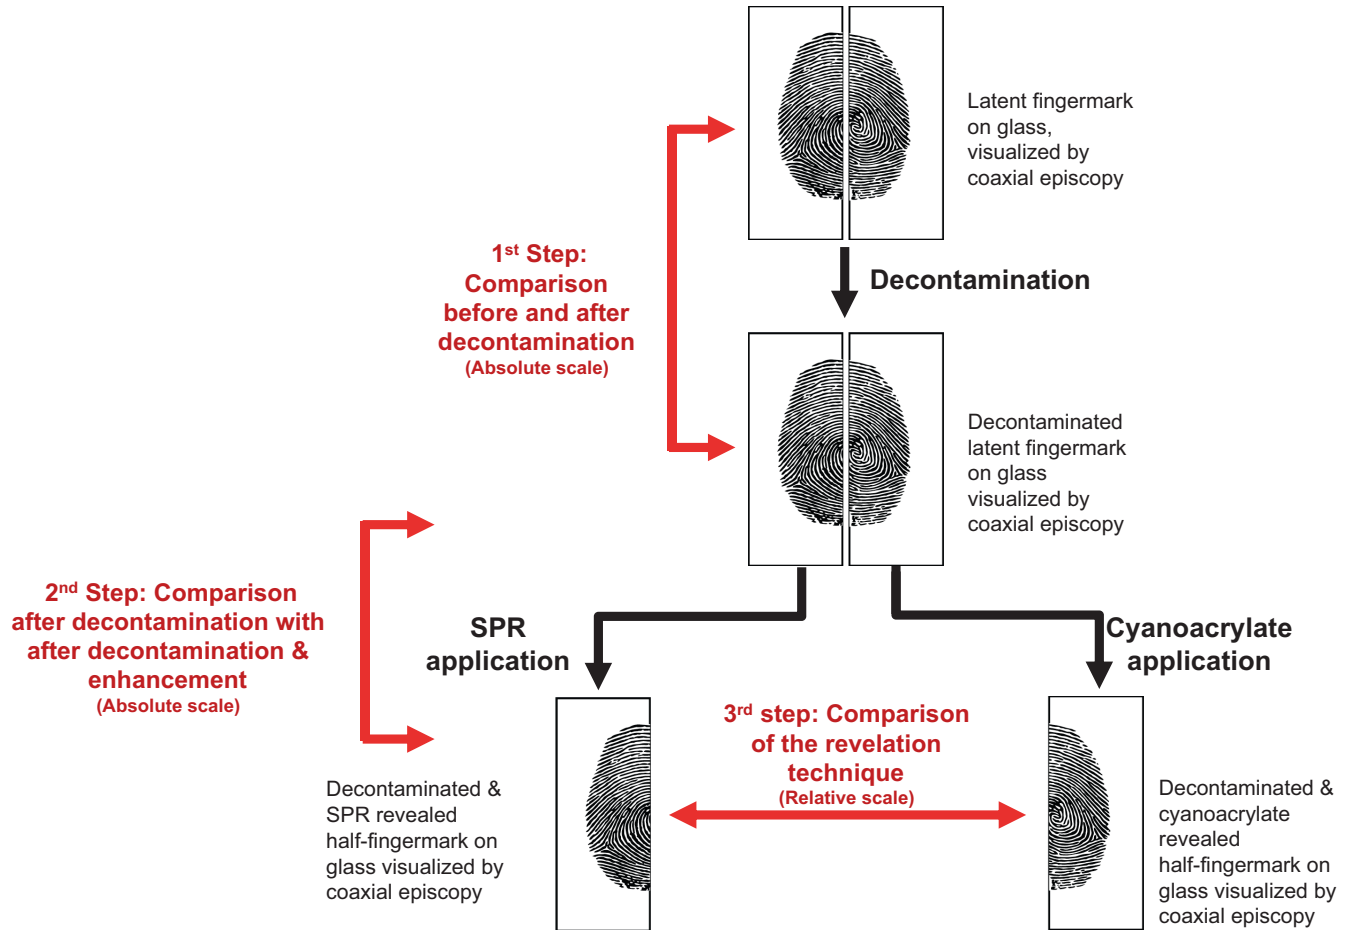 Latent fingermark
on glass,
visualized by
coaxial episcopy
1st Step:
Comparison
before and after
decontamination
(Absolute scale)
Decontamination
Decontaminated
latent fingermark
on glass
visualized by
coaxial episcopy
2nd Step: Comparison
after decontamination with
after decontamination &
enhancement
(Absolute scale)
SPR
application
Cyanoacrylate
application
3rd step: Comparison
of the revelation
technique
(Relative scale)
Decontaminated &
SPR revealed
half-fingermark on
glass visualized by
coaxial episcopy
Decontaminated &
cyanoacrylate
revealed
half-fingermark on
glass visualized by
coaxial episcopy